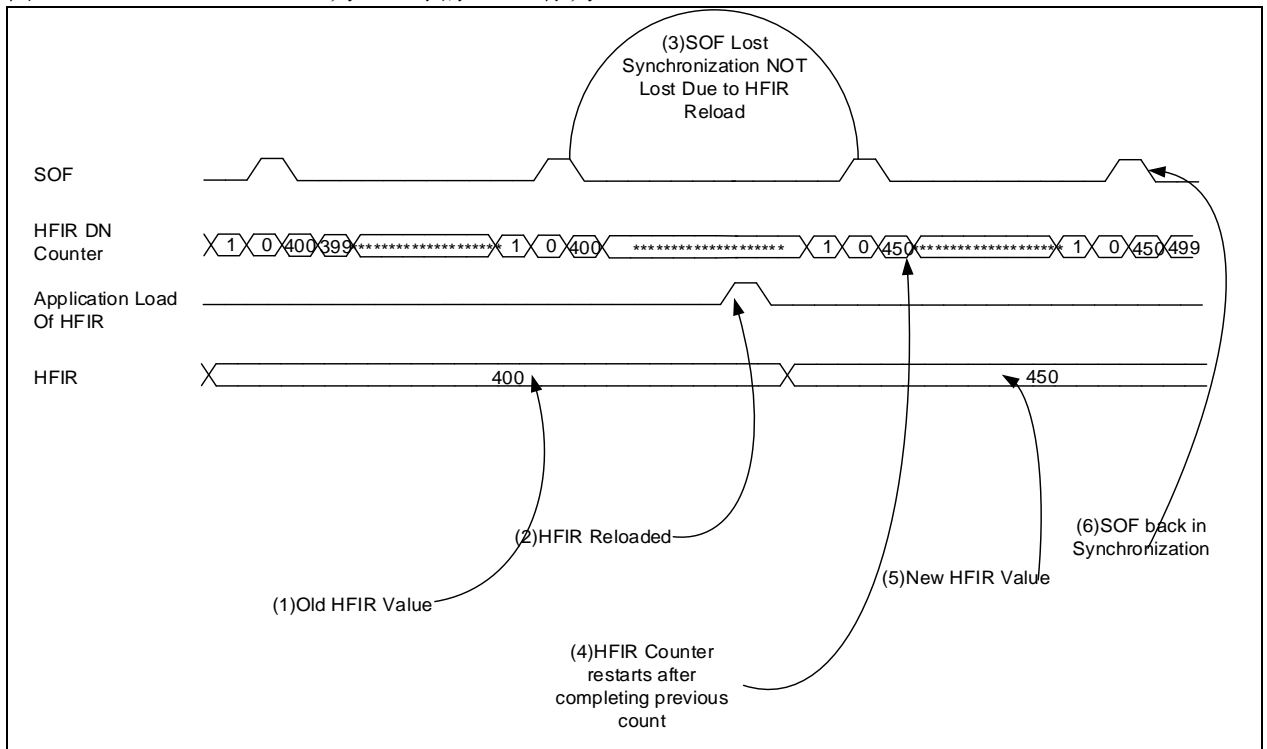 (3)SOF Lost
Synchronization NOT
Lost Due to HFIR
Reload
SOF
HFIR DN
Counter
1 0 400 399 ******************* 1 0 400 ******************* 1 0 450 ******************* 1 0 450 499
Application Load
Of HFIR
HFIR
400 450
(2)HFIR Reloaded
(6)SOF back in
Synchronization
(5)New HFIR Value
(1)Old HFIR Value
(4)HFIR Counter
restarts after
completing previous
count